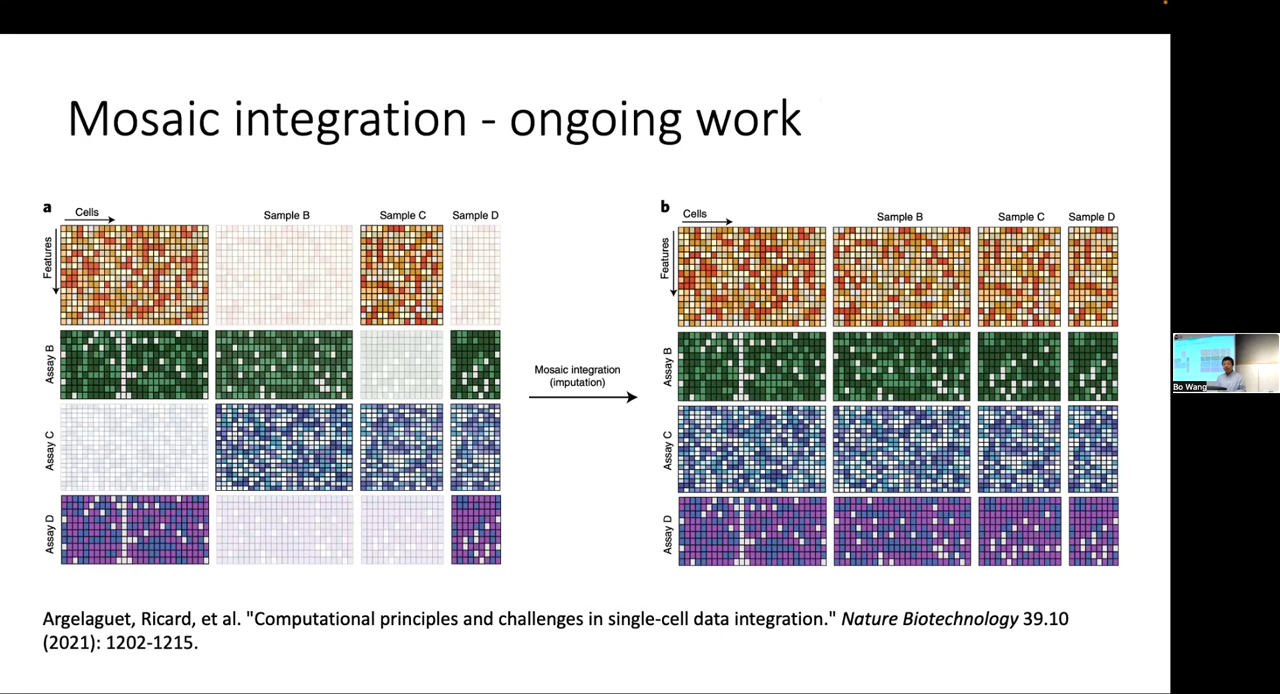 Mosaic integration - ongoing work
a
Cells
Sample B
Sample C
Sample D
Features
Assay B
Assay C
Assay D
Mosaic integration
(imputation)
b
Cells
Sample B
Sample C
Sample D
Features
Assay B
Assay C
Assay D
Argelaguet, Ricard, et al. "Computational principles and challenges in single-cell data integration." Nature Biotechnology 39.10
(2021): 1202-1215.
Bo Wang